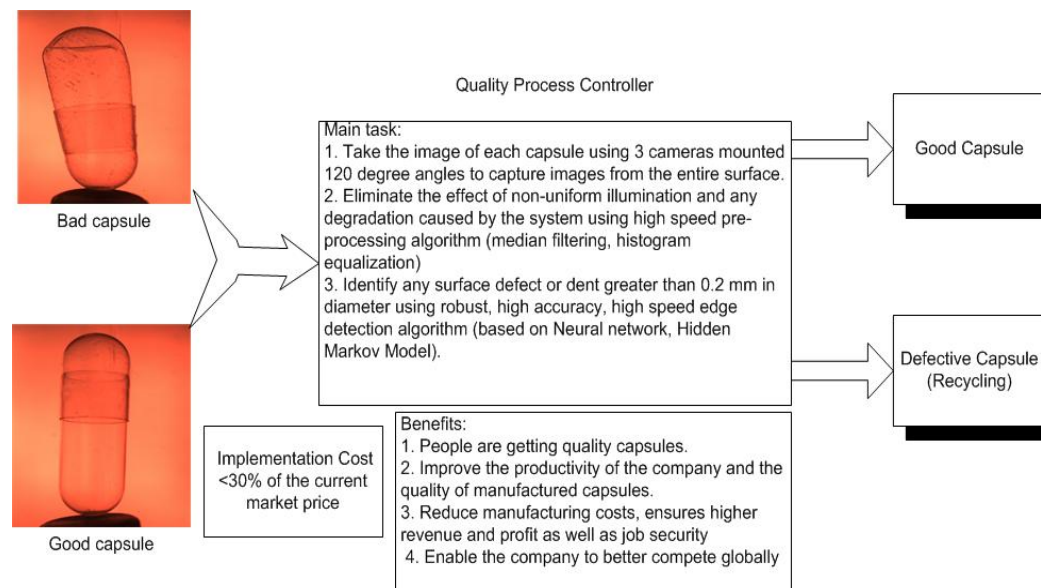 Quality Process Controller
Bad capsule
Good capsule
Main task:
1. Take the image of each capsule using 3 cameras mounted
120 degree angles to capture images from the entire surface.
2. Eliminate the effect of non-uniform illumination and any
degradation caused by the system using high speed pre-
processing algorithm (median filtering, histogram
equalization)
3. Identify any surface defect or dent greater than 0.2 mm in
diameter using robust, high accuracy, high speed edge
detection algorithm (based on Neural network, Hidden
Markov Model).
Good Capsule
Defective Capsule
(Recycling)
Implementation Cost
<30% of the current
market price
Benefits:
1. People are getting quality capsules.
2. Improve the productivity of the company and the
quality of manufactured capsules.
3. Reduce manufacturing costs, ensures higher
revenue and profit as well as job security
4. Enable the company to better compete globally